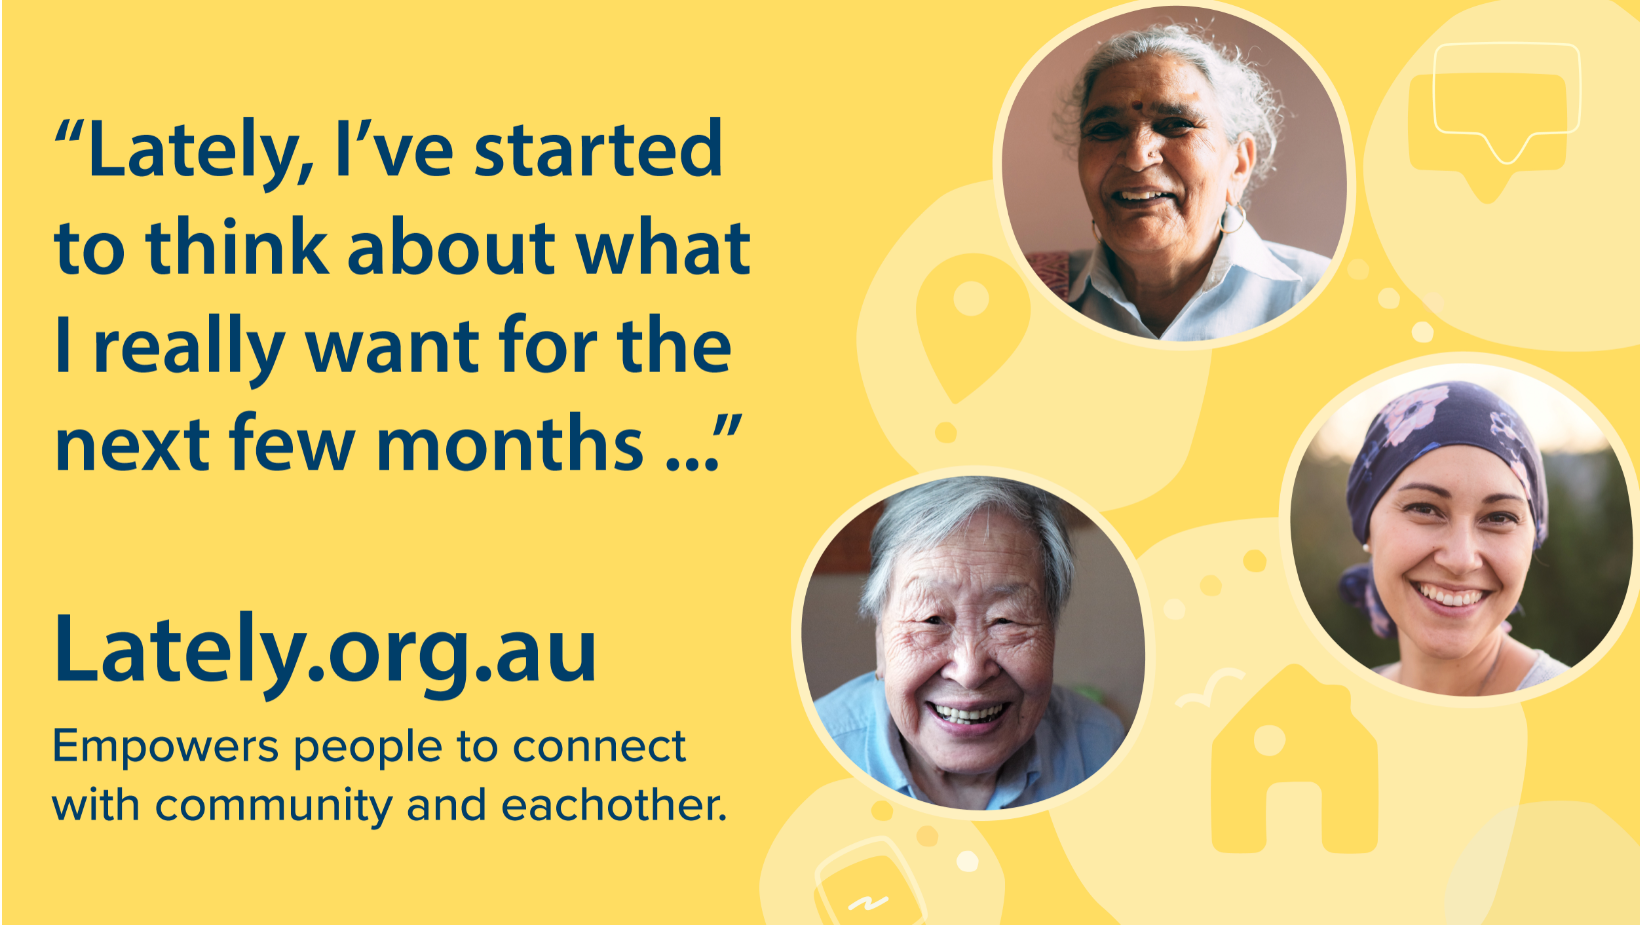 “Lately, I’ve started
to think about what
I really want for the
next few months ...”
Lately.org.au
Empowers people to connect
with community and eachother.